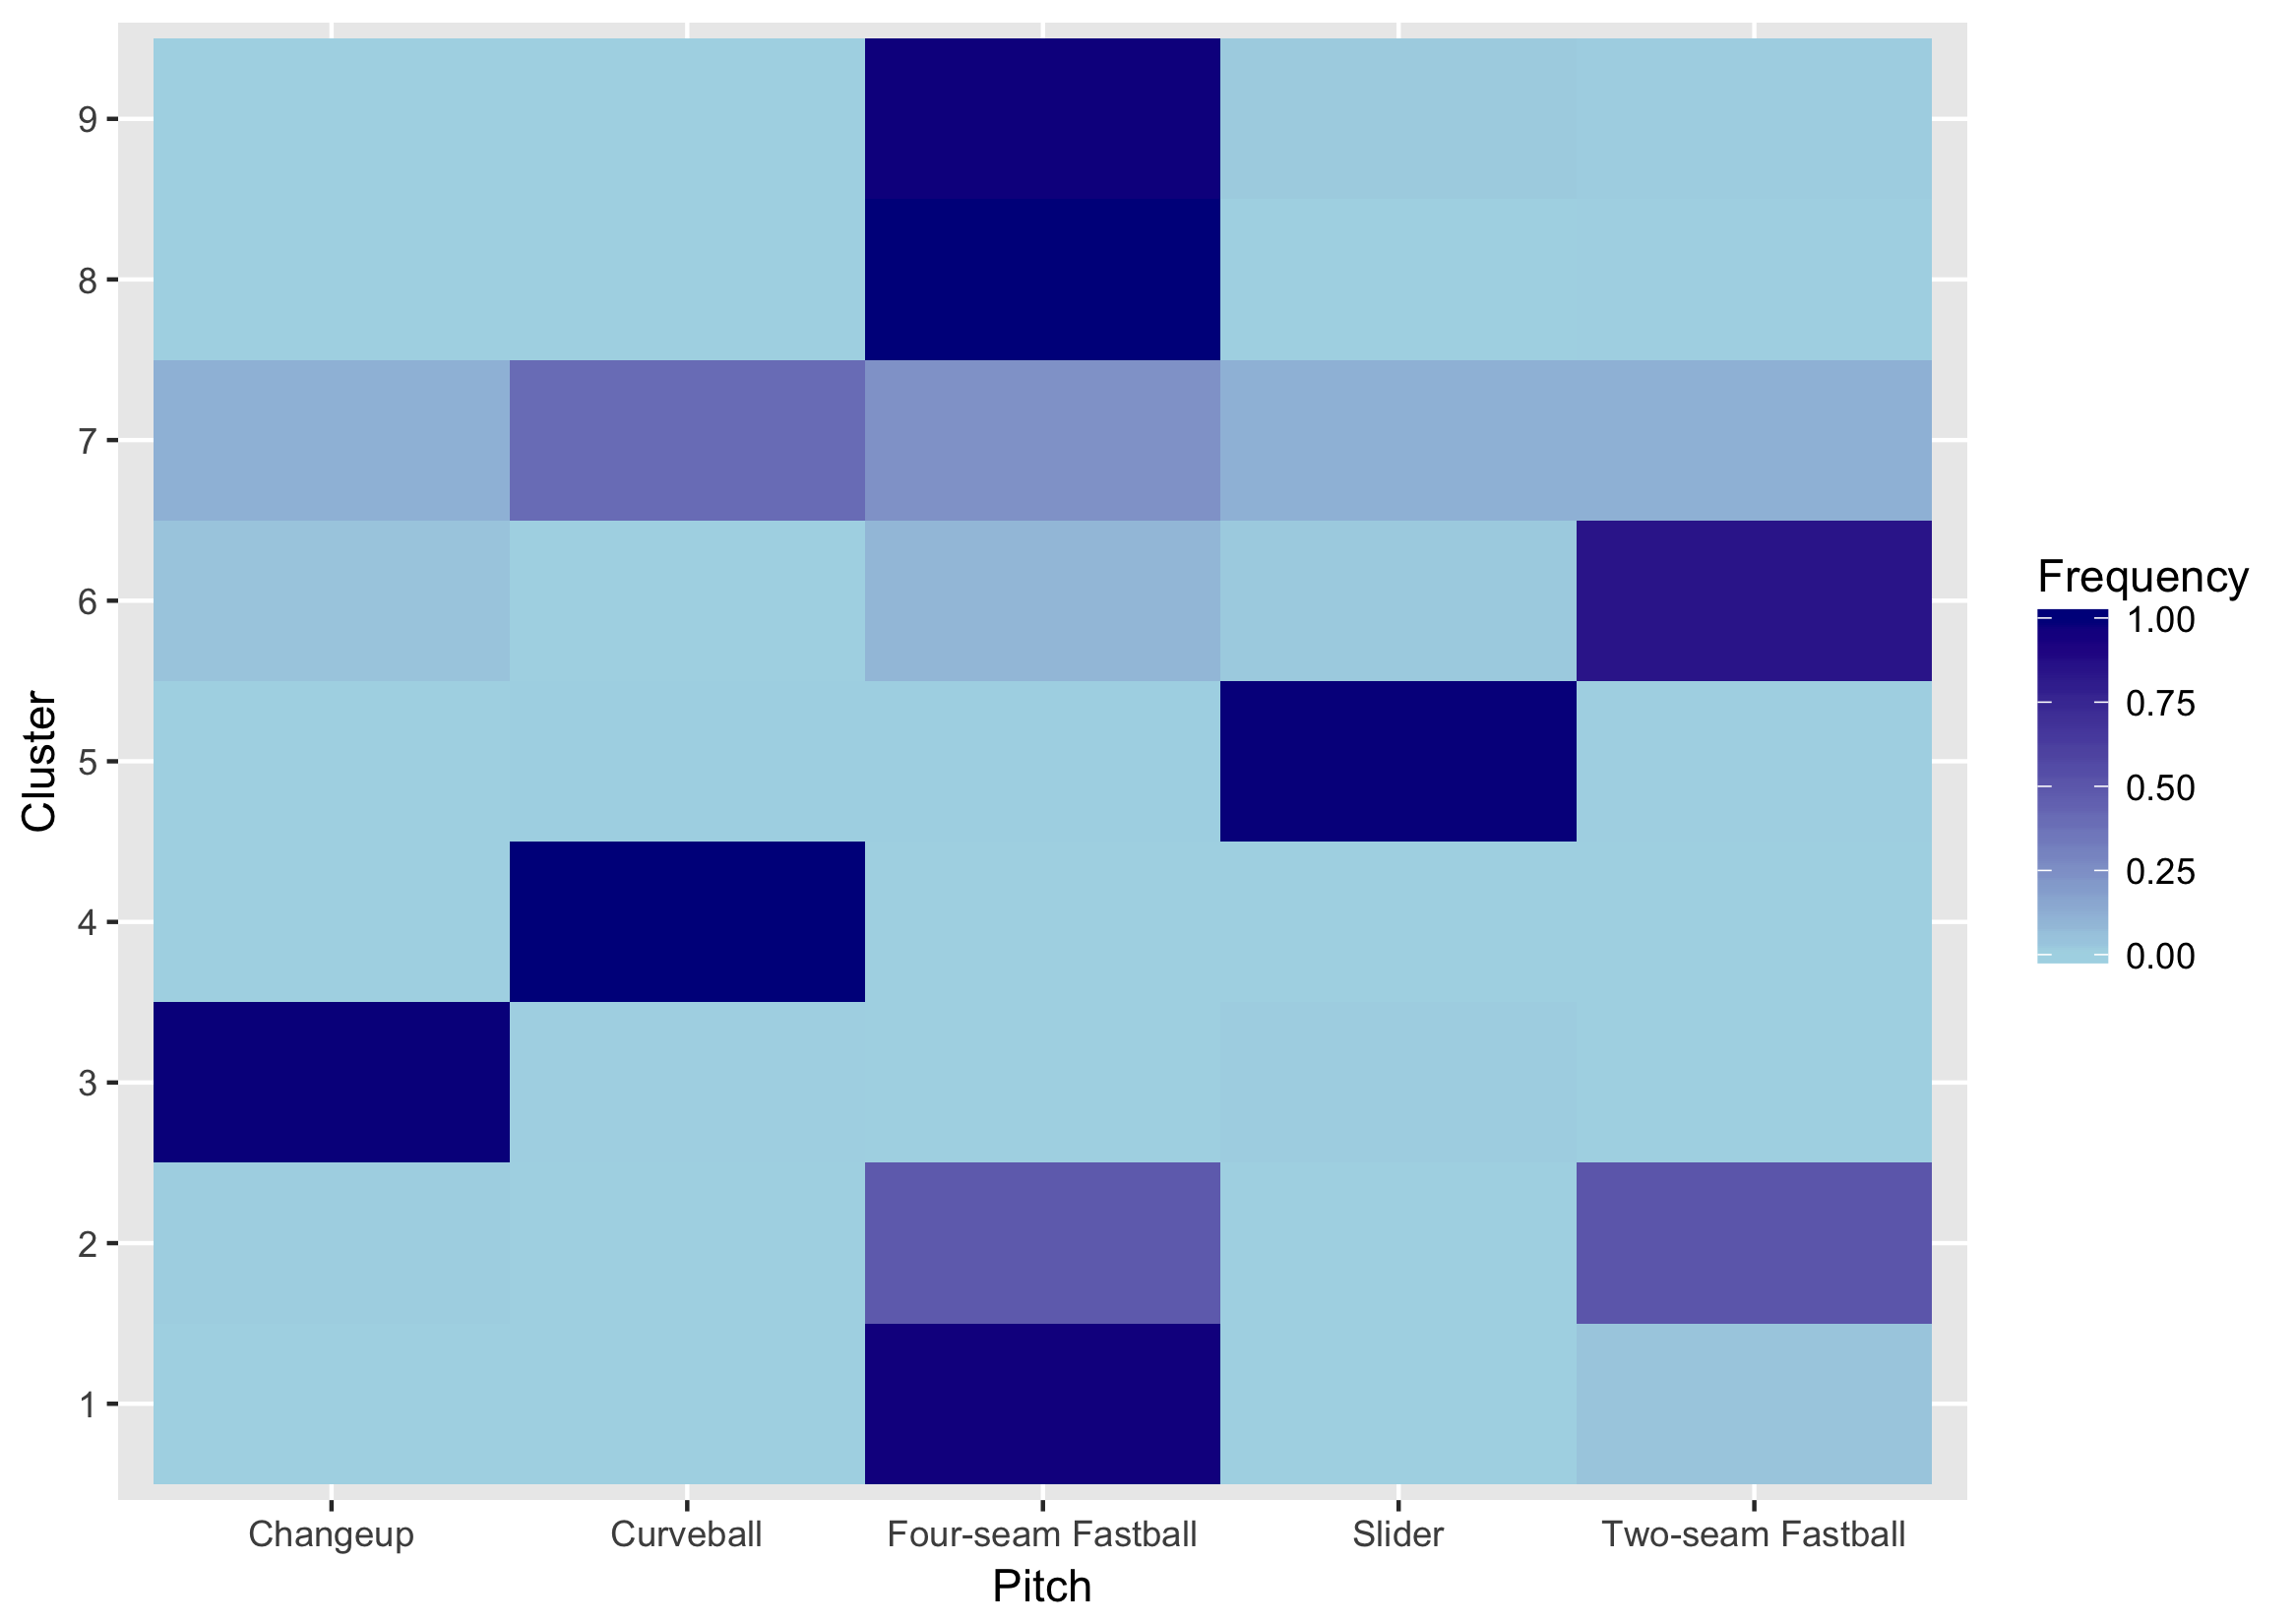 9
8
7
6
5
4
3
2
1
Cluster
Changeup
Curveball
Four-seam Fastball
Slider
Two-seam Fastball
Pitch
Frequency
1.00
0.75
0.50
0.25
0.00